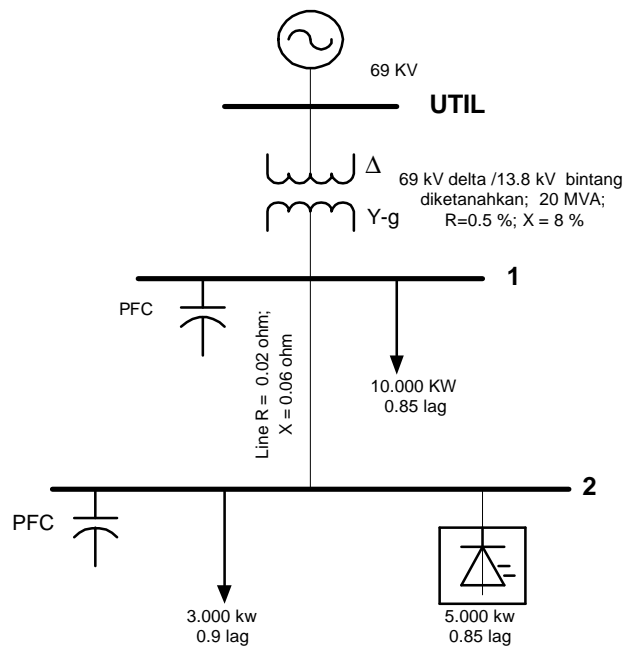 69 KV
UTIL
Δ
69 kV delta /13.8 kV bintang
diketanahkan; 20 MVA;
R=0.5 %; X = 8 %
Y-g
1
PFC
Line R = 0.02 ohm;
X = 0.06 ohm
10.000 KW
0.85 lag
2
PFC
3.000 kw
0.9 lag
5.000 kw
0.85 lag